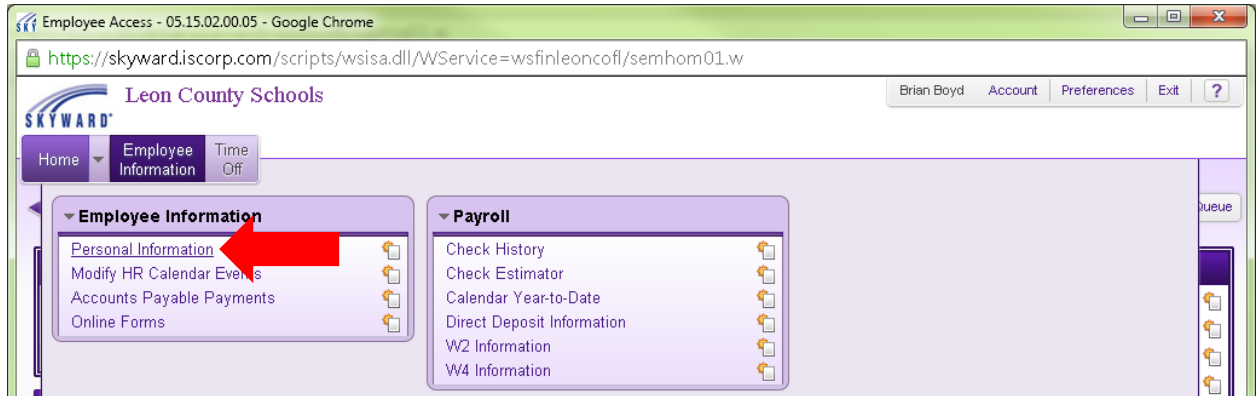 Employee Access - 05.15.02.00.05 - Google Chrome
https://skyward.iscorp.com/scripts/wsisa.dll/WService=wsfinleoncofl/semhom01.w
SKYWARD
Leon County Schools
Brian Boyd Account Preferences Exit ?
Home
Employee Information
Time Off
Queue
Employee Information
Personal Information
Modify HR Calendar Events
Accounts Payable Payments
Online Forms
Payroll
Check History
Check Estimator
Calendar Year-to-Date
Direct Deposit Information
W2 Information
W4 Information